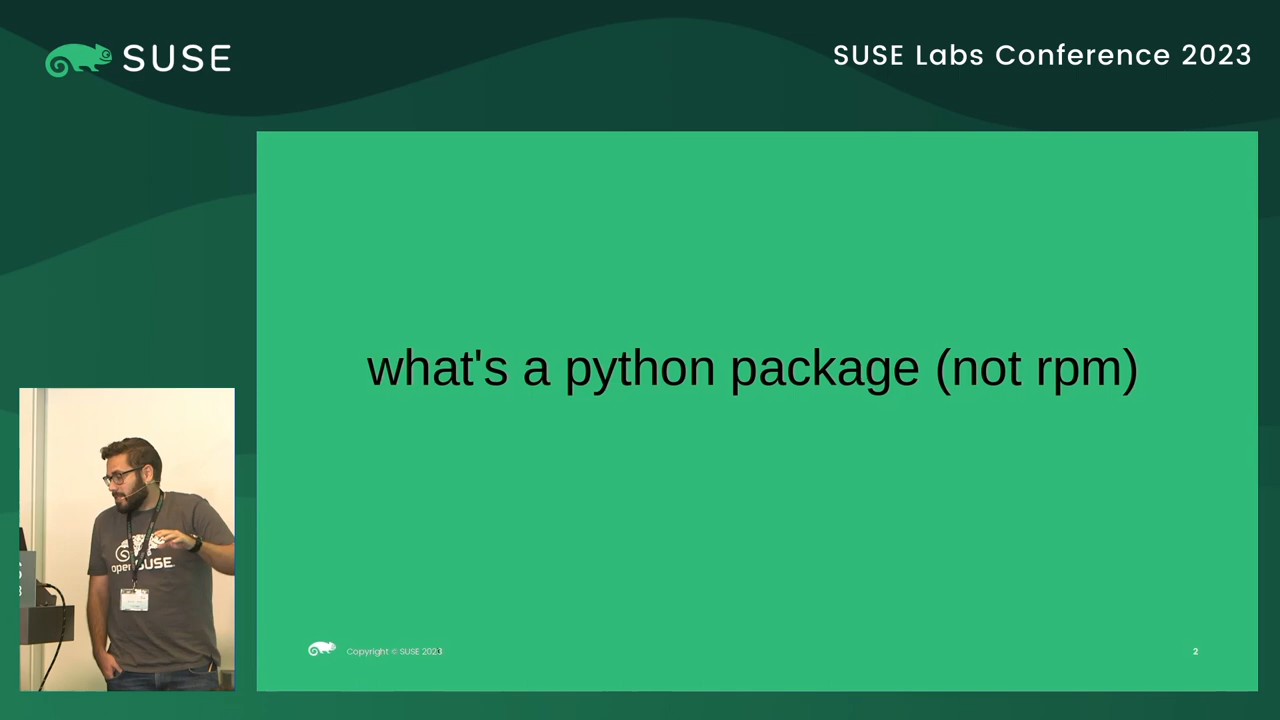 SUSE
SUSE Labs Conference 2023
what's a python package (not rpm)
openSUSE
Copyright © SUSE 2023
2